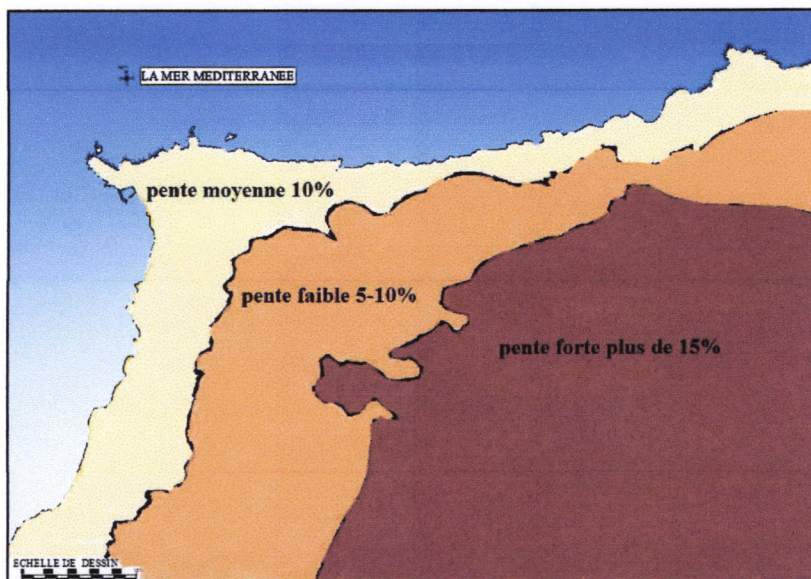 LA MER MEDITERRANEE
pente moyenne 10%
pente faible 5-10%
pente forte plus de 15%
ECHELLE DE DESSIN